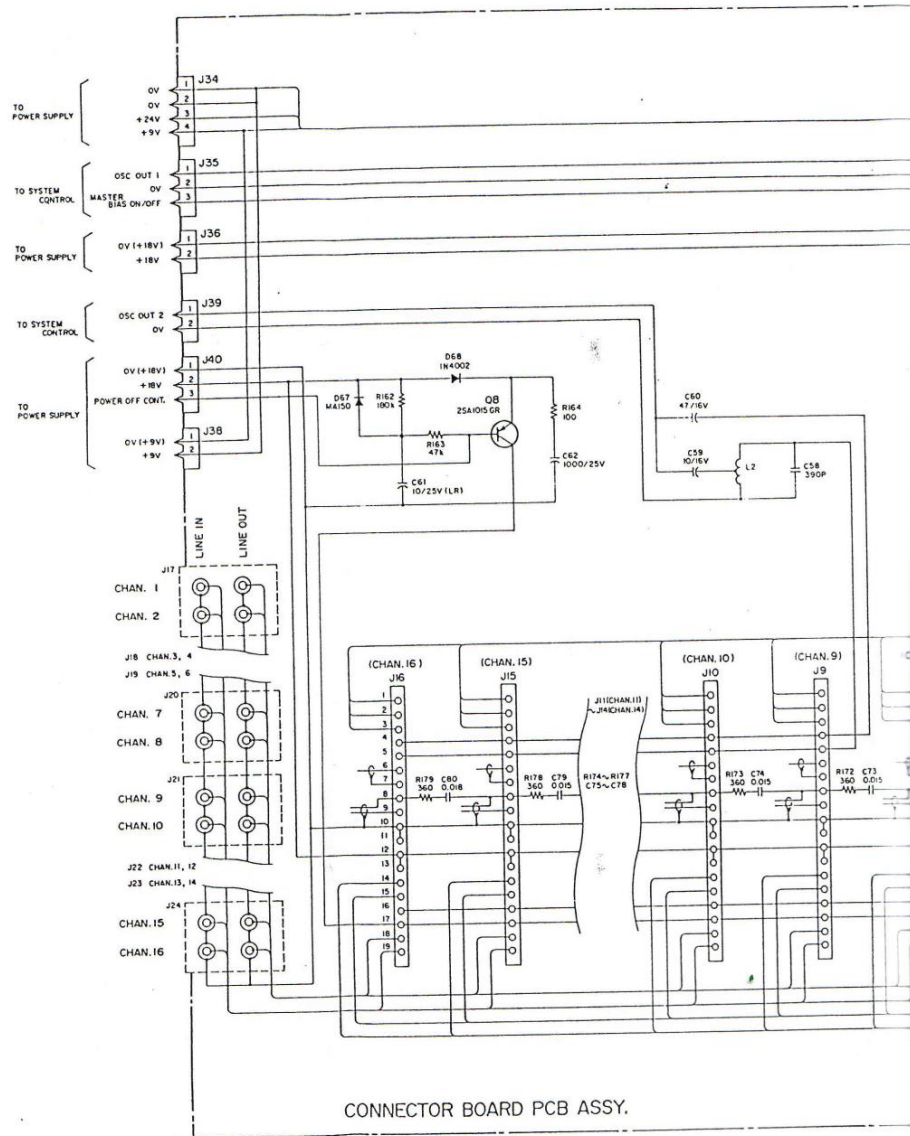 J34
TO
POWER SUPPLY
0V 1
0V 2
+24V 3
+9V 4
J35
TO SYSTEM
CONTROL
OSC OUT 1 1
0V 2
MASTER
BIAS ON/OFF 3
J36
TO
POWER SUPPLY
0V (+18V) 1
+18V 2
J39
TO SYSTEM
CONTROL
OSC OUT 2 1
0V 2
J40
TO
POWER SUPPLY
0V (+18V) 1
+18V 2
POWER OFF CONT. 3
J38
0V (+9V) 1
+9V 2
D68
1N4002
D67
MA150
R162
180k
Q8
2SA1015GR
R163
47k
R164
100
C62
1000/25V
C61
10/25V (LR)
C60
47/16V
C59
10/16V
L2
C58
390P
LINE IN
LINE OUT
J17
CHAN. 1
CHAN. 2
J18 CHAN.3, 4
J19 CHAN.5, 6
J20
CHAN. 7
CHAN. 8
J21
CHAN. 9
CHAN.10
J22 CHAN.11, 12
J23 CHAN.13, 14
J24
CHAN.15
CHAN.16
(CHAN.16)
J16
(CHAN.15)
J15
J11(CHAN.11)
~J14(CHAN.14)
(CHAN.10)
J10
(CHAN.9)
J9
1
2
3
4
5
6
7
8
9
10
11
12
13
14
15
16
17
18
19
R179 C80
360 0.018
R178 C79
360 0.015
R174~R177
C75~C78
R173 C74
360 0.015
R172 C73
360 0.015
CONNECTOR BOARD PCB ASSY.